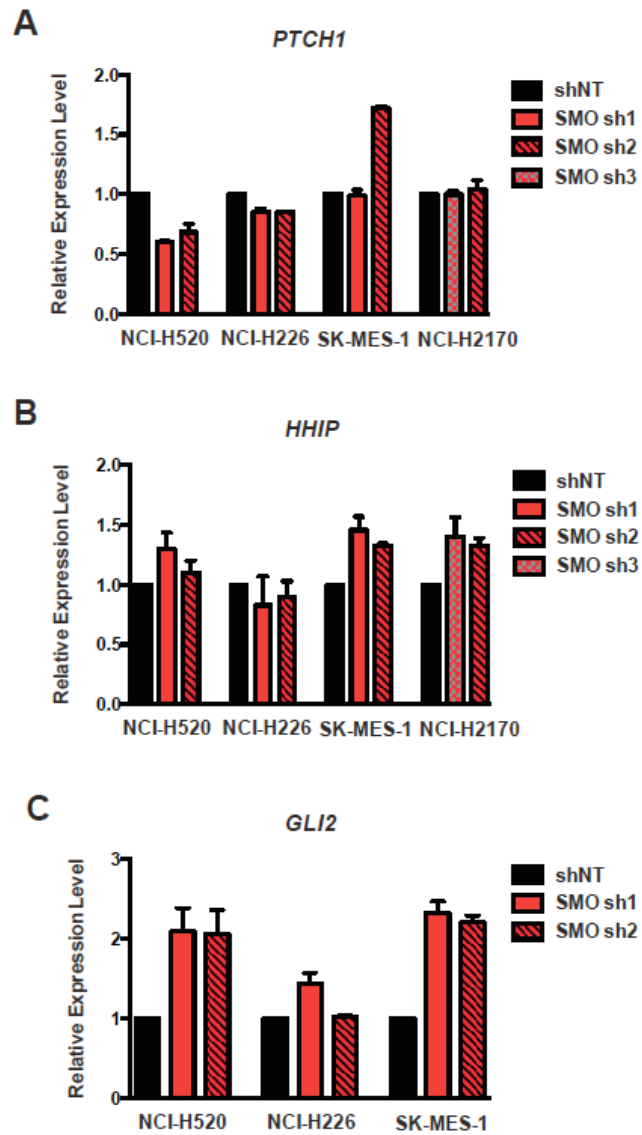 A
PTCH1
Relative Expression Level
2.0
1.5
1.0
0.5
0.0
NCI-H520 NCI-H226 SK-MES-1 NCI-H2170
shNT
SMO sh1
SMO sh2
SMO sh3
B
HHIP
Relative Expression Level
2.0
1.5
1.0
0.5
0.0
NCI-H520 NCI-H226 SK-MES-1 NCI-H2170
shNT
SMO sh1
SMO sh2
SMO sh3
C
GLI2
Relative Expression Level
3
2
1
0
NCI-H520 NCI-H226 SK-MES-1
shNT
SMO sh1
SMO sh2